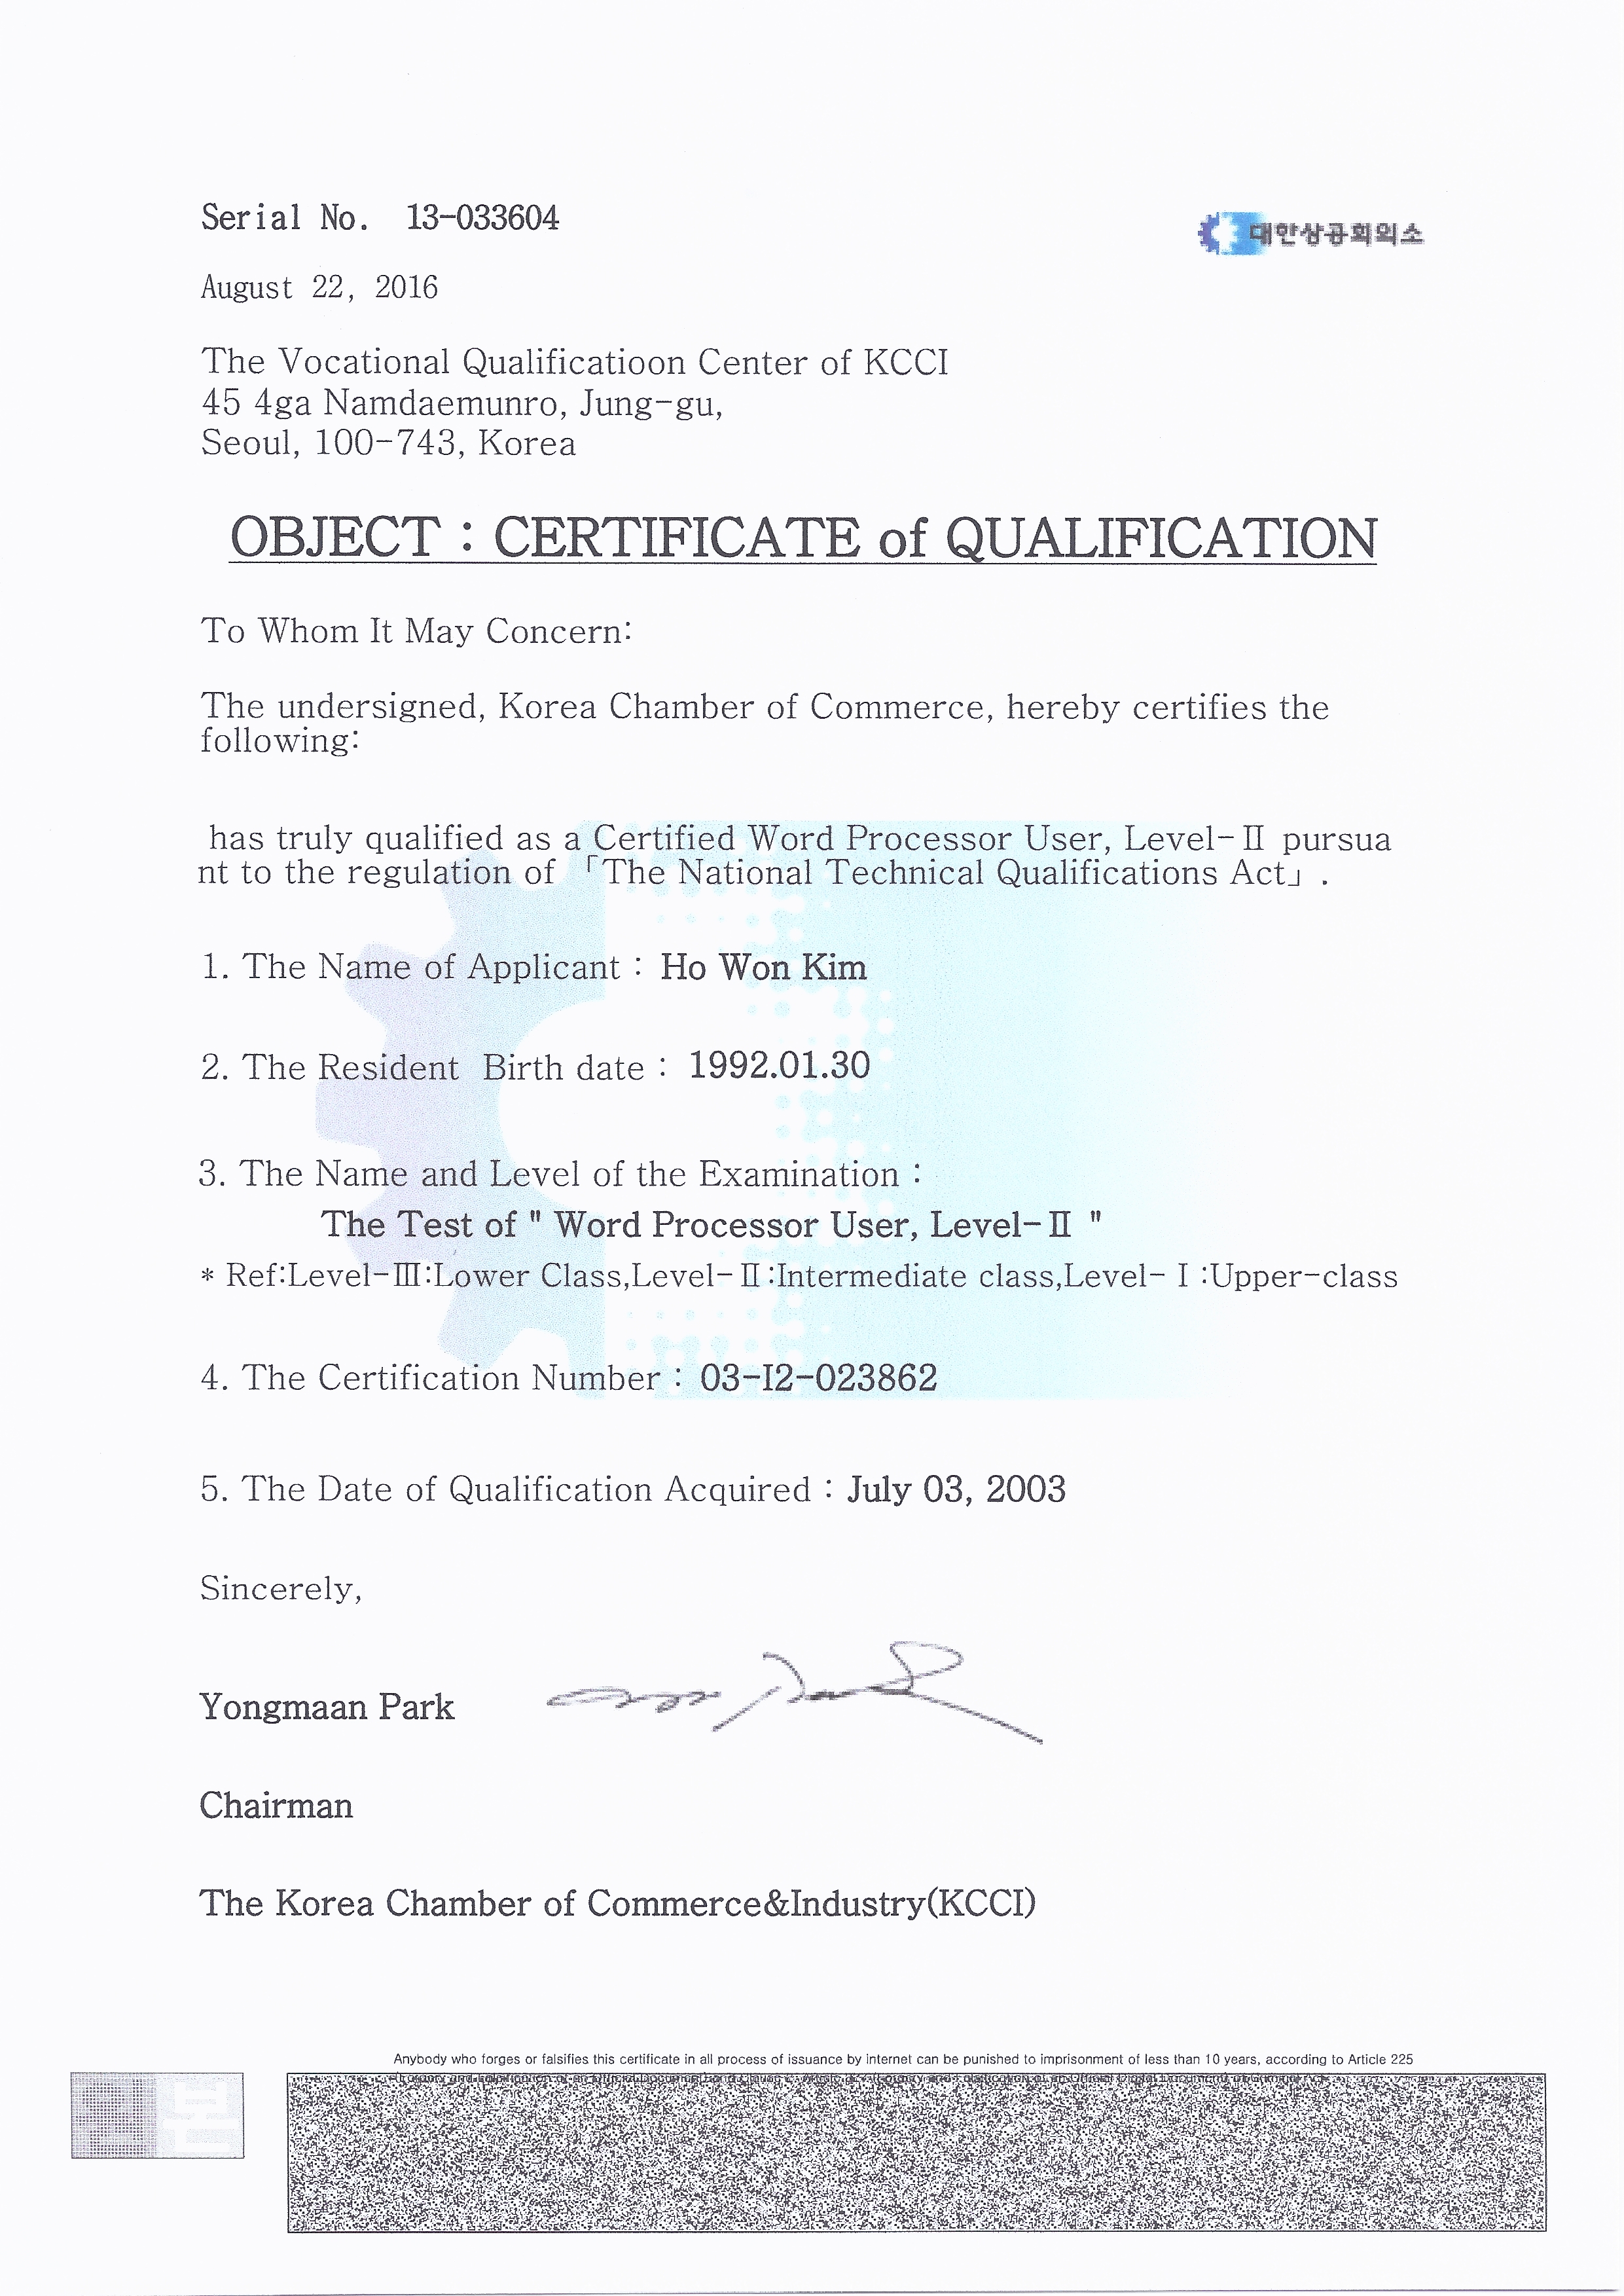 Serial No. 13-033604
대한상공회의소
August 22, 2016
The Vocational Qualificatioon Center of KCCI
45 4ga Namdaemunro, Jung-gu,
Seoul, 100-743, Korea
OBJECT : CERTIFICATE of QUALIFICATION
To Whom It May Concern:
The undersigned, Korea Chamber of Commerce, hereby certifies the
following:
has truly qualified as a Certified Word Processor User, Level-Ⅱ pursua
nt to the regulation of 「The National Technical Qualifications Act」.
1. The Name of Applicant : Ho Won Kim
2. The Resident Birth date : 1992.01.30
3. The Name and Level of the Examination :
The Test of " Word Processor User, Level-Ⅱ "
* Ref:Level-Ⅲ:Lower Class,Level-Ⅱ:Intermediate class,Level-Ⅰ:Upper-class
4. The Certification Number : 03-I2-023862
5. The Date of Qualification Acquired : July 03, 2003
Sincerely,
Yongmaan Park
Chairman
The Korea Chamber of Commerce&Industry(KCCI)
Anybody who forges or falsifies this certificate in all process of issuance by internet can be punished to imprisonment of less than 10 years, according to Article 225